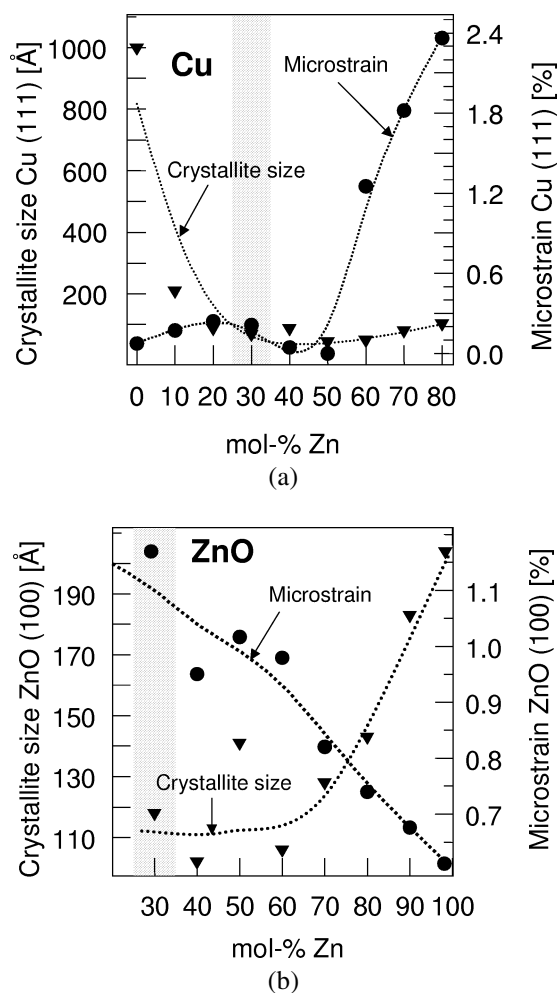 Crystallite size Cu (111) [Å]
1000
800
600
400
200
Cu
Crystallite size
Microstrain
2.4
1.8
1.2
0.6
0.0
Microstrain Cu (111) [%]
0 10 20 30 40 50 60 70 80
mol-% Zn
(a)
Crystallite size ZnO (100) [Å]
190
170
150
130
110
ZnO
Microstrain
Crystallite size
1.1
1.0
0.9
0.8
0.7
Microstrain ZnO (100) [%]
30 40 50 60 70 80 90 100
mol-% Zn
(b)